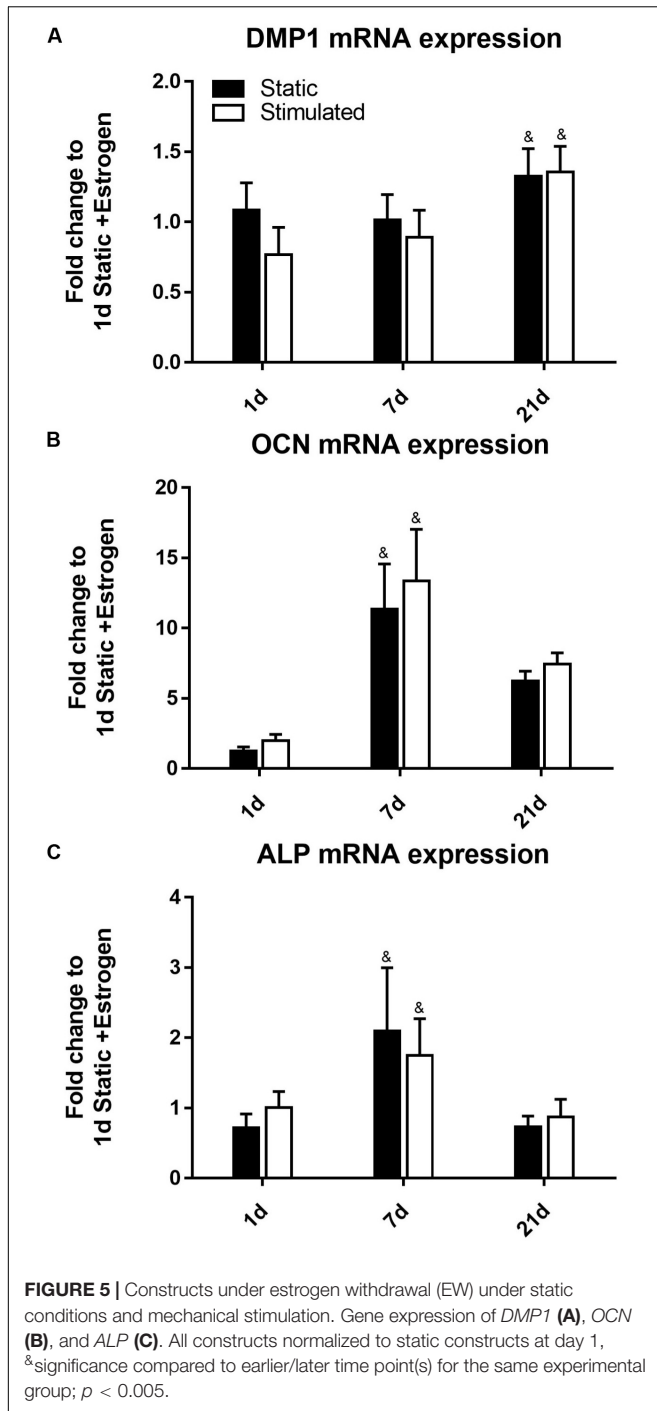 A
DMP1 mRNA expression
Static
Stimulated
Fold change to
1d Static +Estrogen
2.0
1.5
1.0
0.5
0.0
& &
1d 7d 21d
B
OCN mRNA expression
Fold change to
1d Static +Estrogen
20
15
10
5
0
& &
1d 7d 21d
C
ALP mRNA expression
Fold change to
1d Static +Estrogen
4
3
2
1
0
& &
1d 7d 21d
FIGURE 5 | Constructs under estrogen withdrawal (EW) under static
conditions and mechanical stimulation. Gene expression of DMP1 (A), OCN
(B), and ALP (C). All constructs normalized to static constructs at day 1,
&significance compared to earlier/later time point(s) for the same experimental
group; p < 0.005.